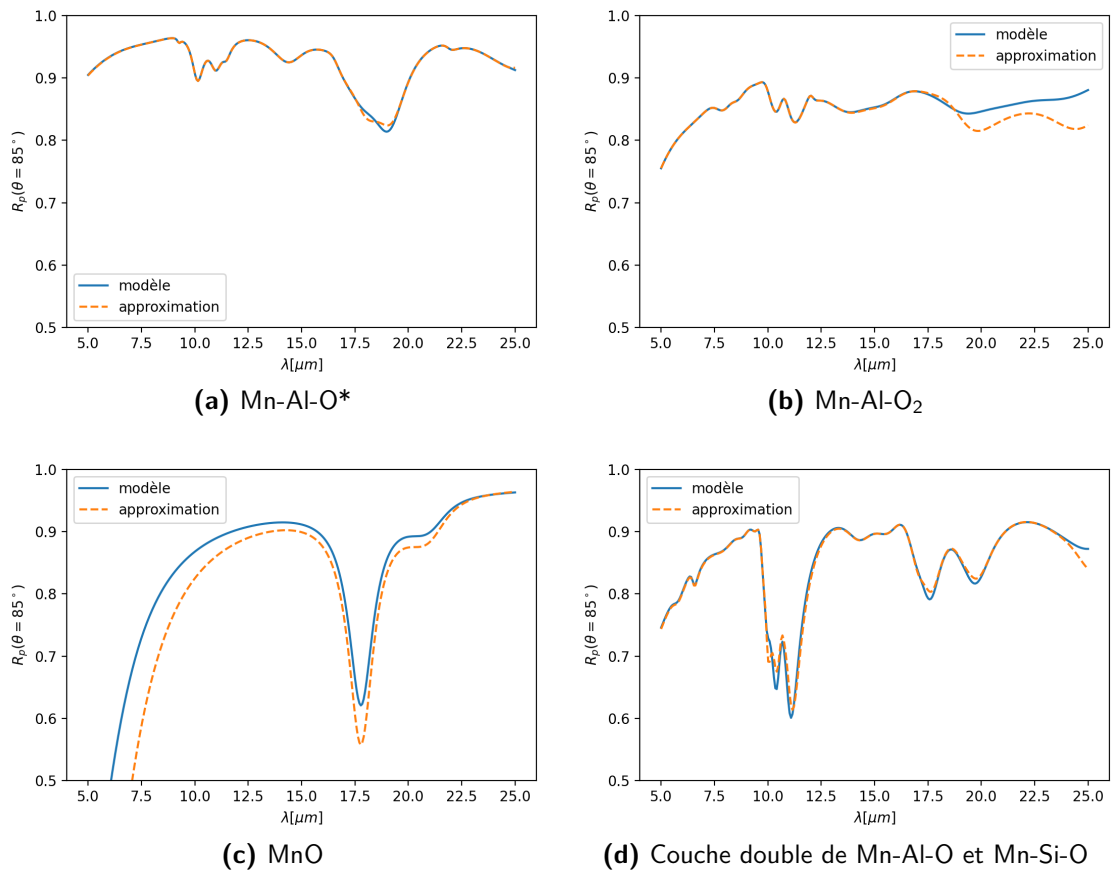 1.0
0.9
0.8
0.7
0.6
0.5
R_p(θ = 85°)
modèle
approximation
5.0 7.5 10.0 12.5 15.0 17.5 20.0 22.5 25.0
λ[μm]
(a) Mn-Al-O*
1.0
0.9
0.8
0.7
0.6
0.5
R_p(θ = 85°)
modèle
approximation
5.0 7.5 10.0 12.5 15.0 17.5 20.0 22.5 25.0
λ[μm]
(b) Mn-Al-O₂
1.0
0.9
0.8
0.7
0.6
0.5
R_p(θ = 85°)
modèle
approximation
5.0 7.5 10.0 12.5 15.0 17.5 20.0 22.5 25.0
λ[μm]
(c) MnO
1.0
0.9
0.8
0.7
0.6
0.5
R_p(θ = 85°)
modèle
approximation
5.0 7.5 10.0 12.5 15.0 17.5 20.0 22.5 25.0
λ[μm]
(d) Couche double de Mn-Al-O et Mn-Si-O